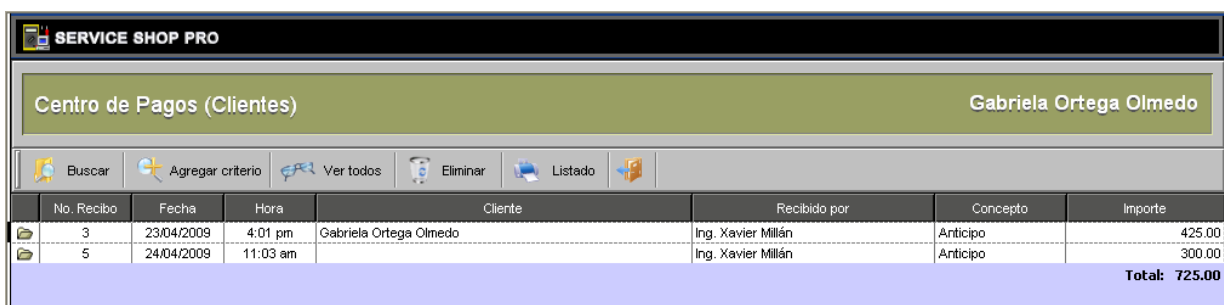 SERVICE SHOP PRO
Centro de Pagos (Clientes) Gabriela Ortega Olmedo
Buscar Agregar criterio Ver todos Eliminar Listado
No. Recibo Fecha Hora Cliente Recibido por Concepto Importe
3 23/04/2009 4:01 pm Gabriela Ortega Olmedo Ing. Xavier Millán Anticipo 425.00
5 24/04/2009 11:03 am Ing. Xavier Millán Anticipo 300.00
Total: 725.00